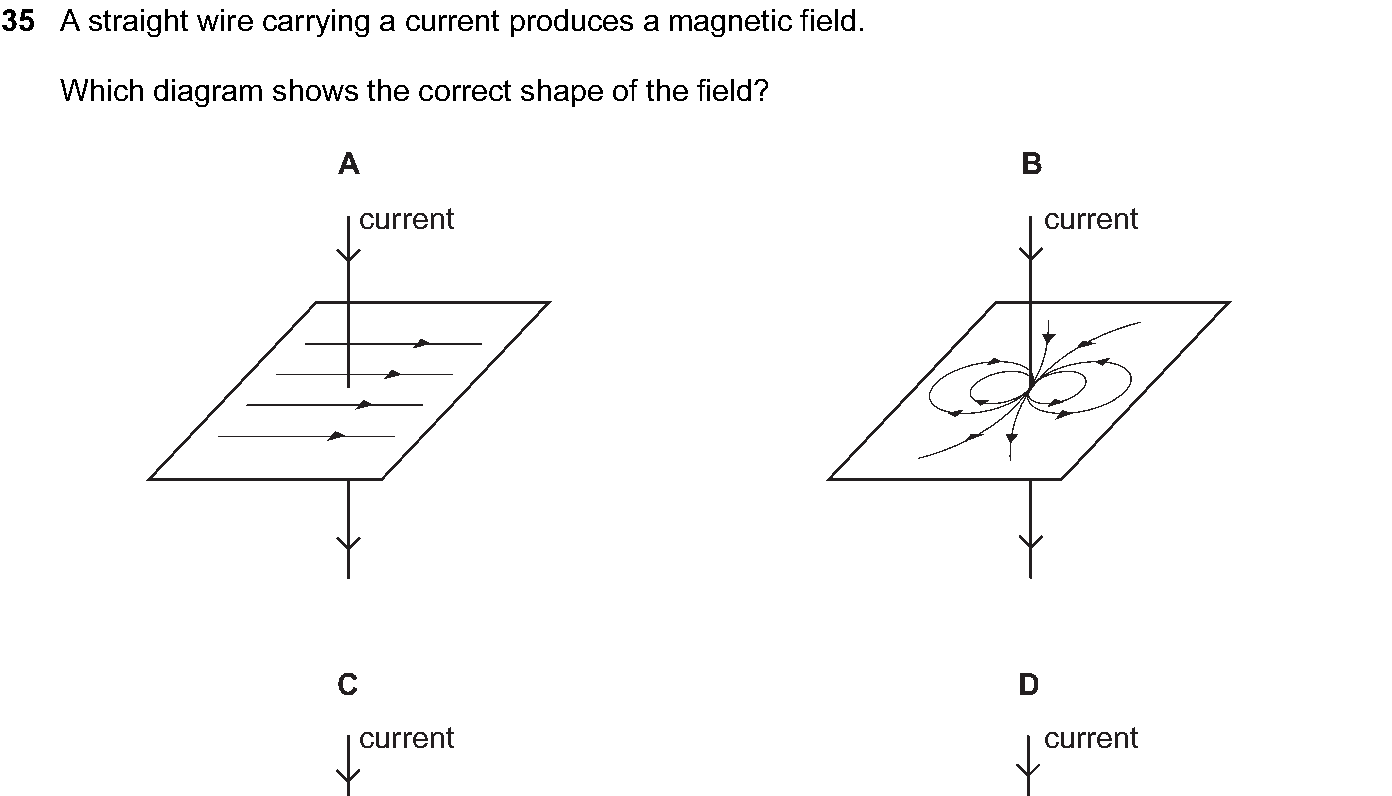 35 A straight wire carrying a current produces a magnetic field.
Which diagram shows the correct shape of the field?
A
B
current
current
C
D
current
current